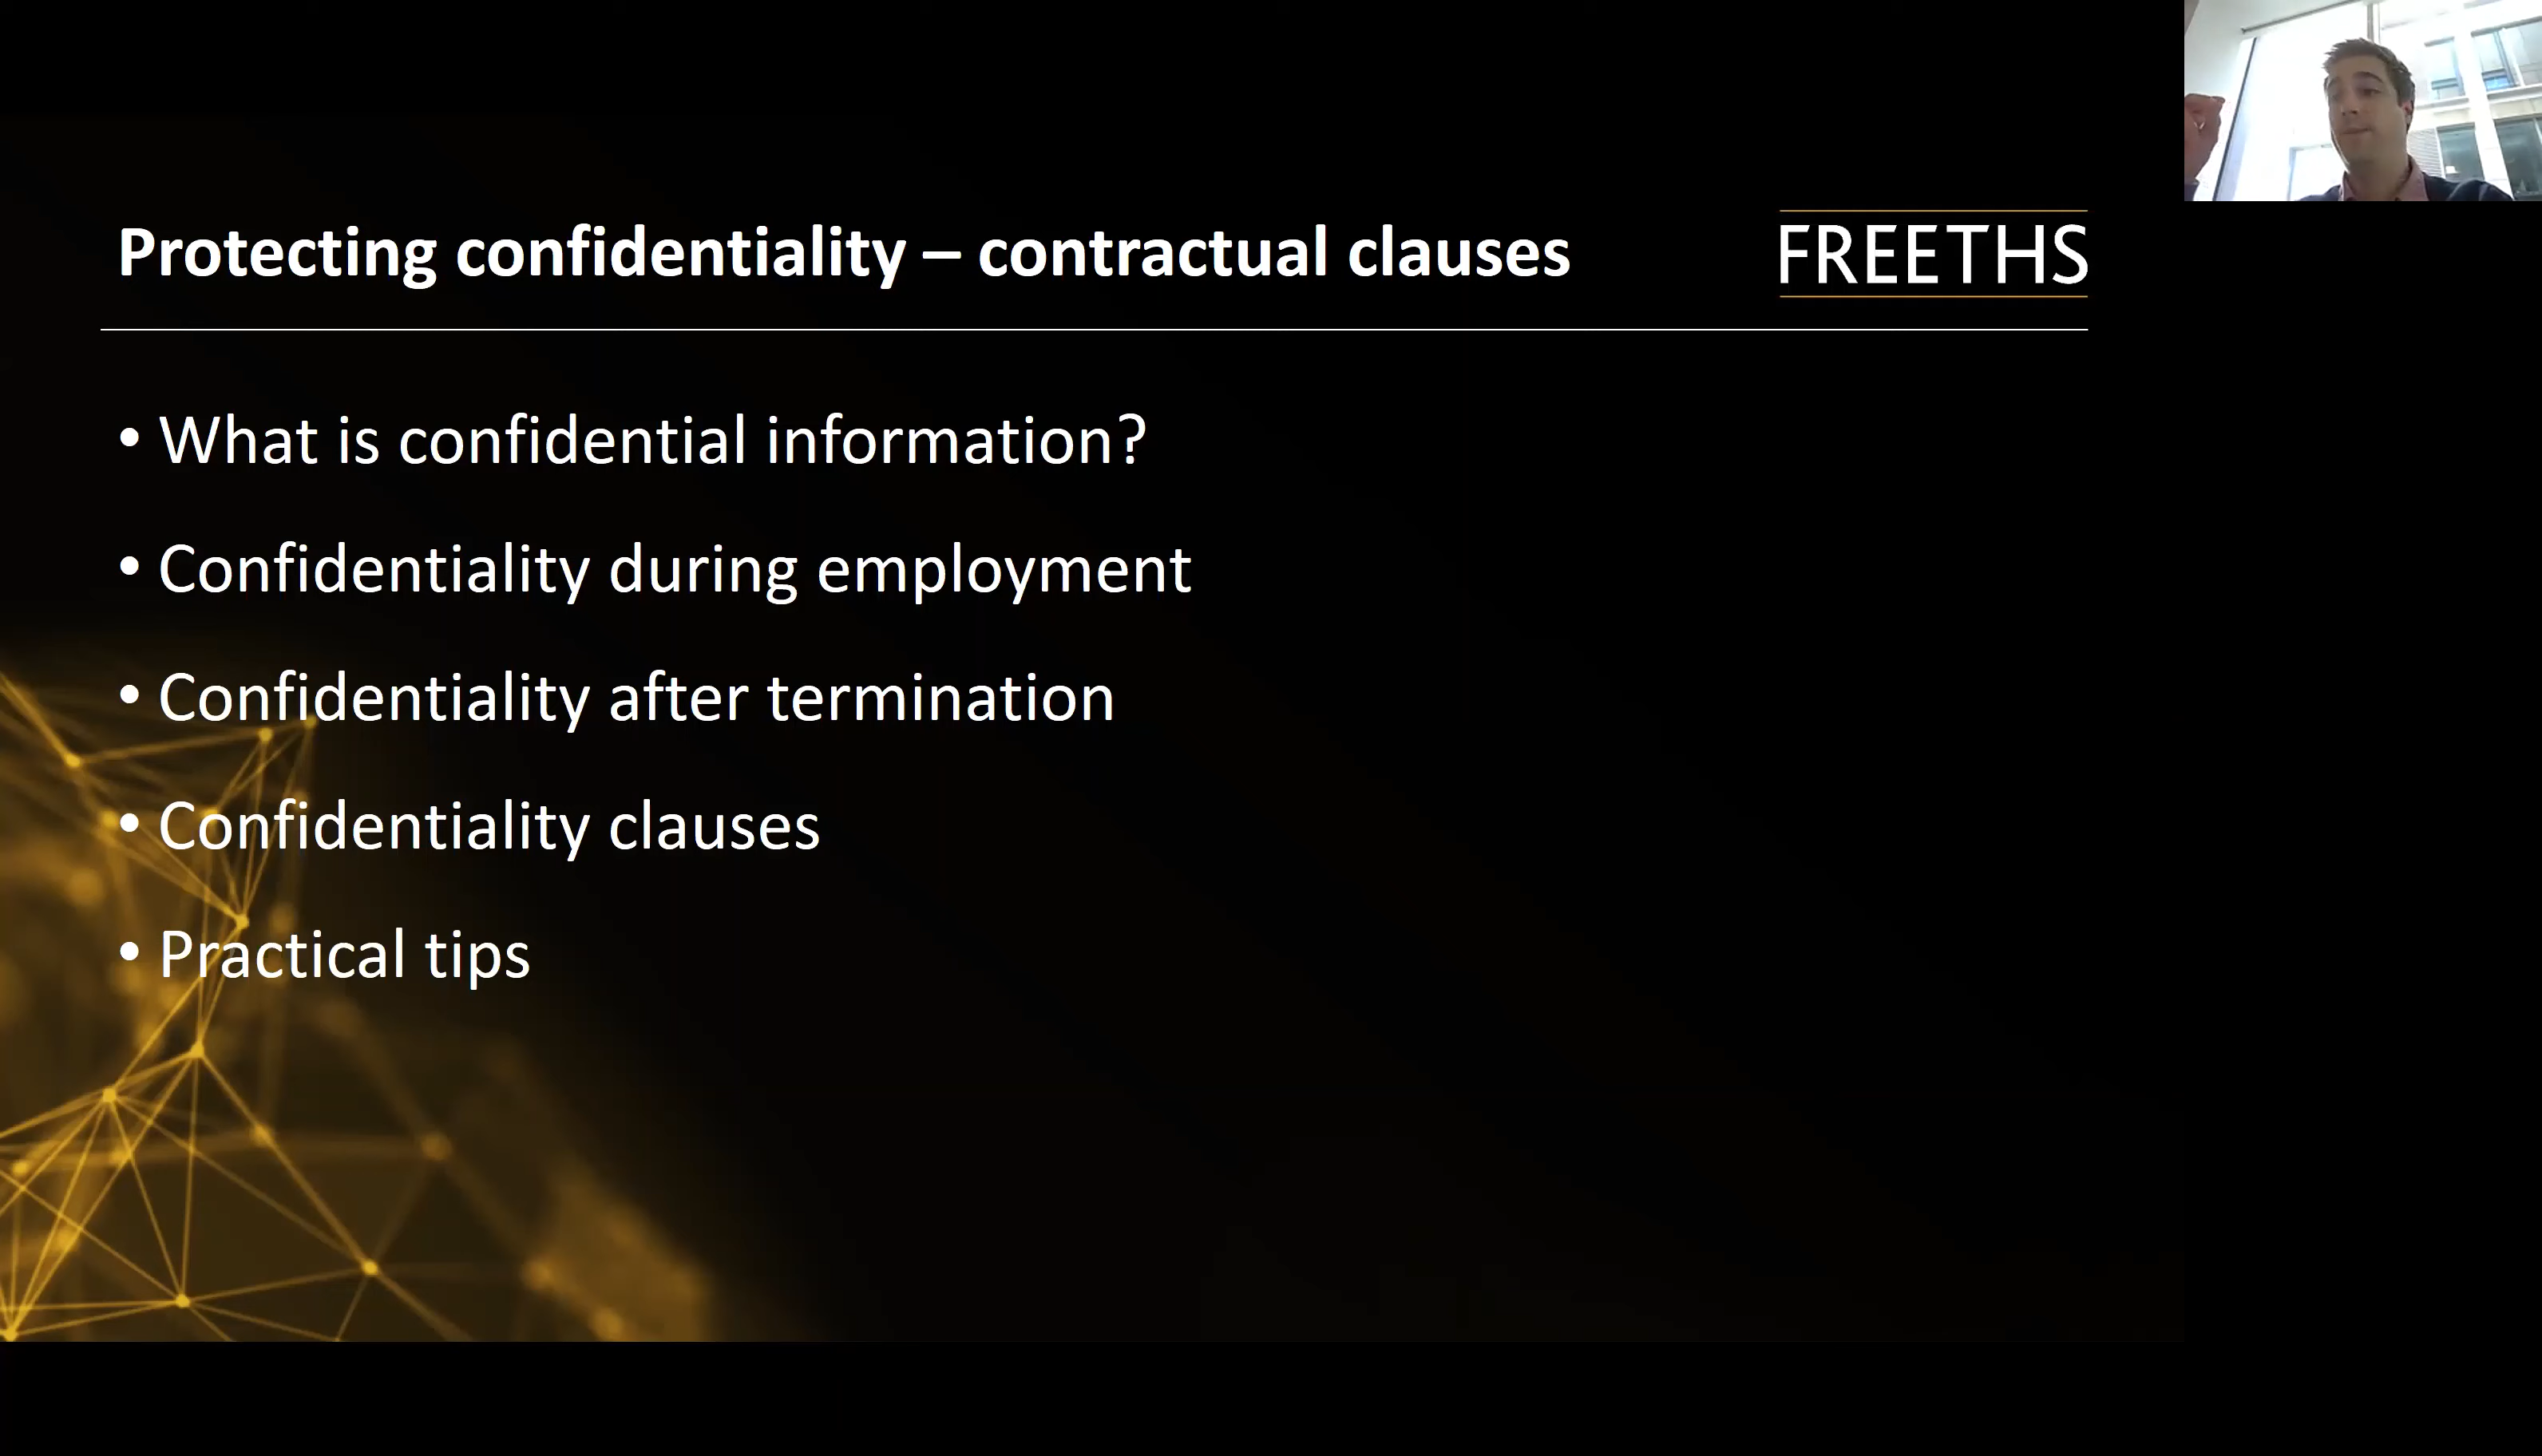 Protecting confidentiality – contractual clauses
FREETHS
• What is confidential information?
• Confidentiality during employment
• Confidentiality after termination
• Confidentiality clauses
• Practical tips